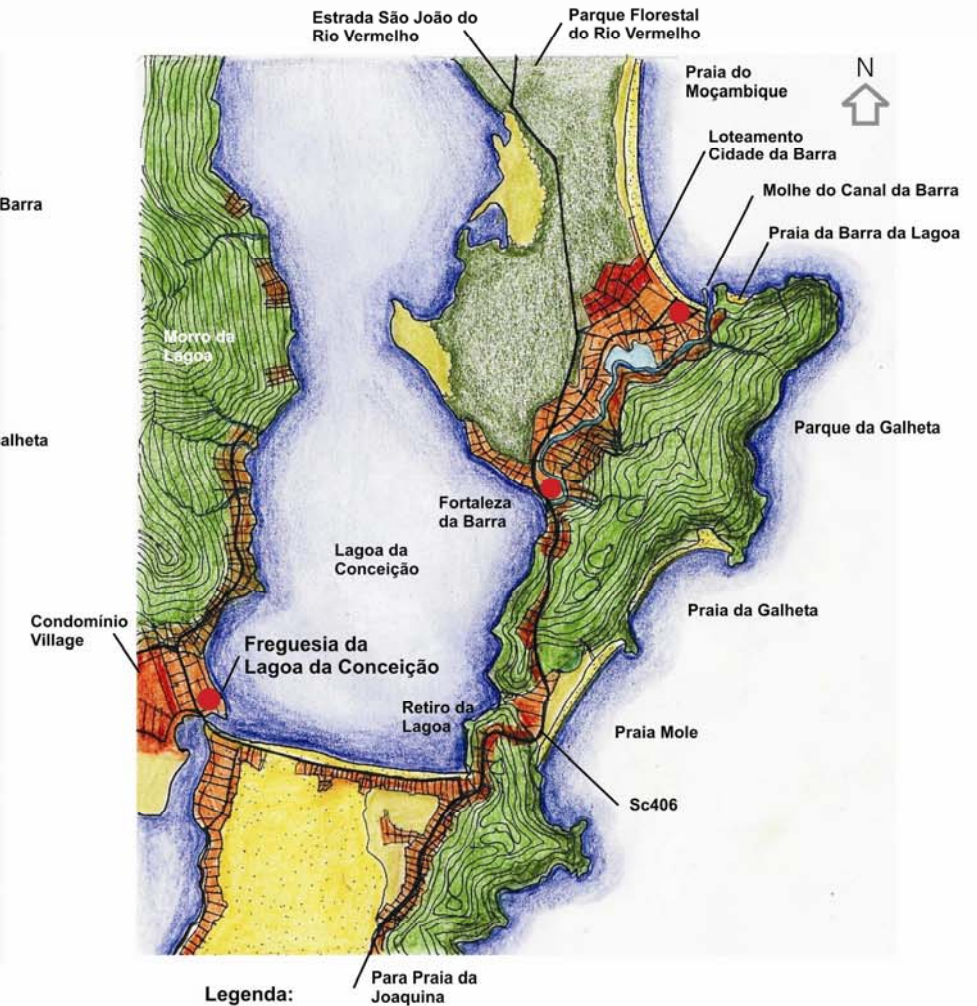 Estrada São João do
Rio Vermelho
Parque Florestal
do Rio Vermelho
Praia do
Moçambique
N
Loteamento
Cidade da Barra
Molhe do Canal da Barra
Barra
Praia da Barra da Lagoa
Morro da
Lagoa
alheta
Parque da Galheta
Fortaleza
da Barra
Lagoa da
Conceição
Praia da Galheta
Condomínio
Village
Freguesia da
Lagoa da Conceição
Retiro da
Lagoa
Praia Mole
Sc406
Para Praia da
Joaquina
Legenda: